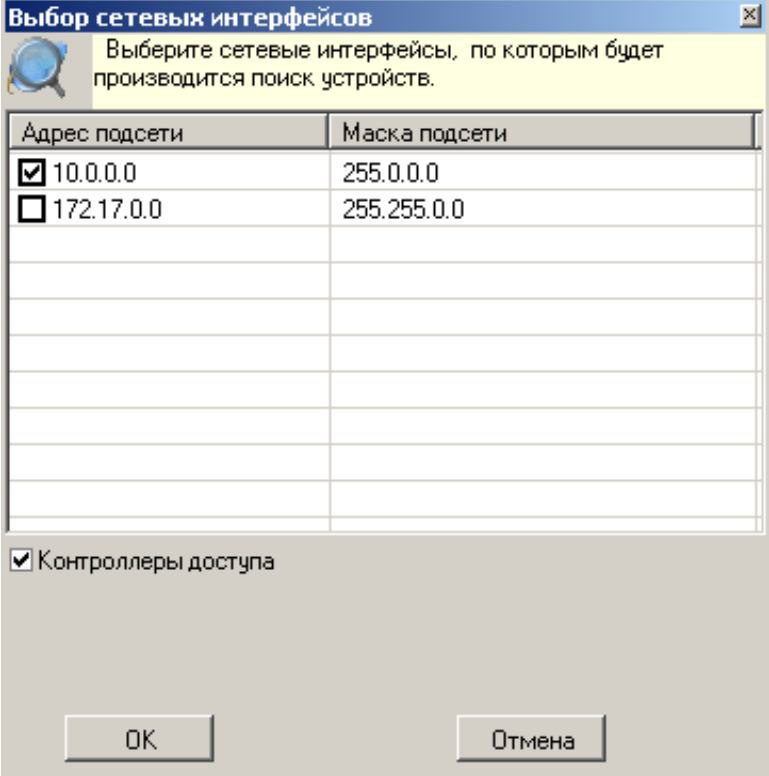 Выбор сетевых интерфейсов
Выберите сетевые интерфейсы, по которым будет
производится поиск устройств.
Адрес подсети Маска подсети
10.0.0.0 255.0.0.0
172.17.0.0 255.255.0.0
Контроллеры доступа
OK Отмена